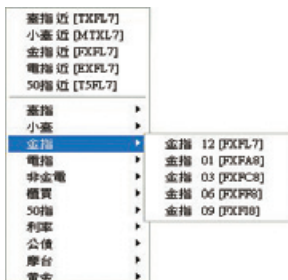 臺指 近 [TXFL7]
小臺 近 [MTXL7]
金指 近 [FXFL7]
電指 近 [EXFL7]
50指 近 [T5FL7]
臺指
小臺
金指
電指
非金電
櫃買
50指
利率
公債
摩台
黃金
金指 12 [FXFL7]
金指 01 [FXFA8]
金指 03 [FXFC8]
金指 06 [FXFF8]
金指 09 [FXFI8]